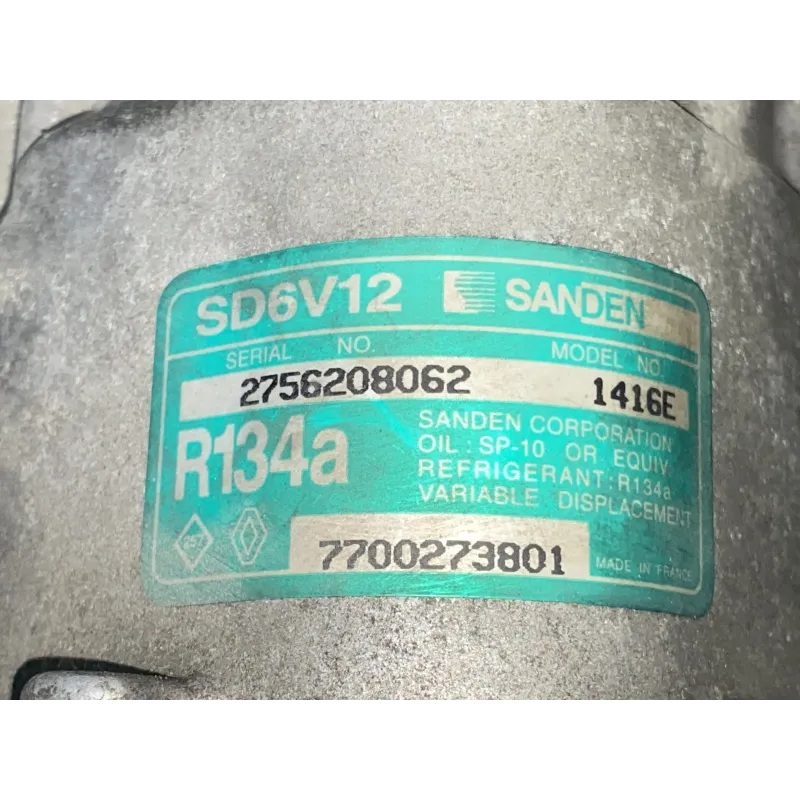 SD6V12 SANDEN
SERIAL NO. MODEL NO.
2756208062 1416E
R134a
SANDEN CORPORATION
OIL : SP-10 OR EQUIV.
REFRIGERANT : R134a
VARIABLE DISPLACEMENT
257
7700273801
MADE IN FRANCE